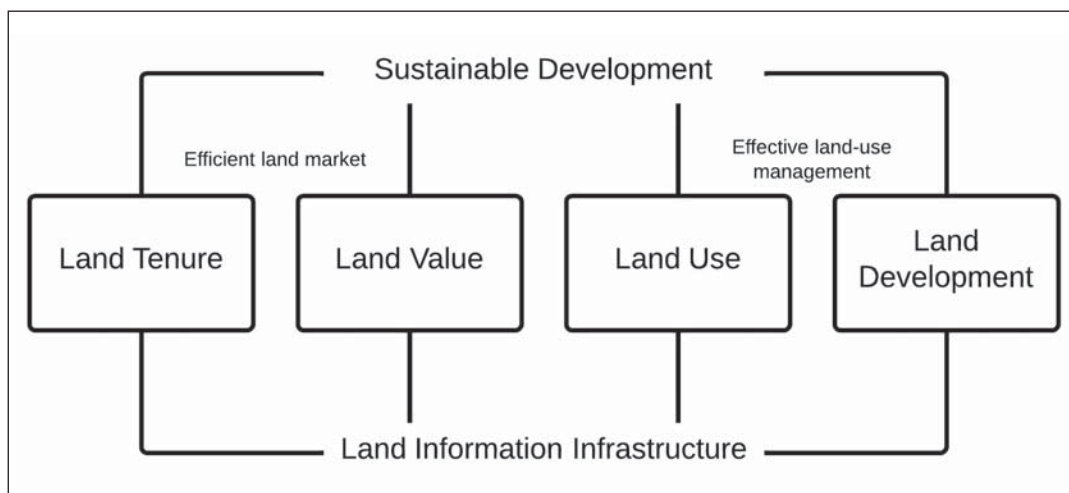 Sustainable Development
Efficient land market
Effective land-use
management
Land Tenure
Land Value
Land Use
Land
Development
Land Information Infrastructure